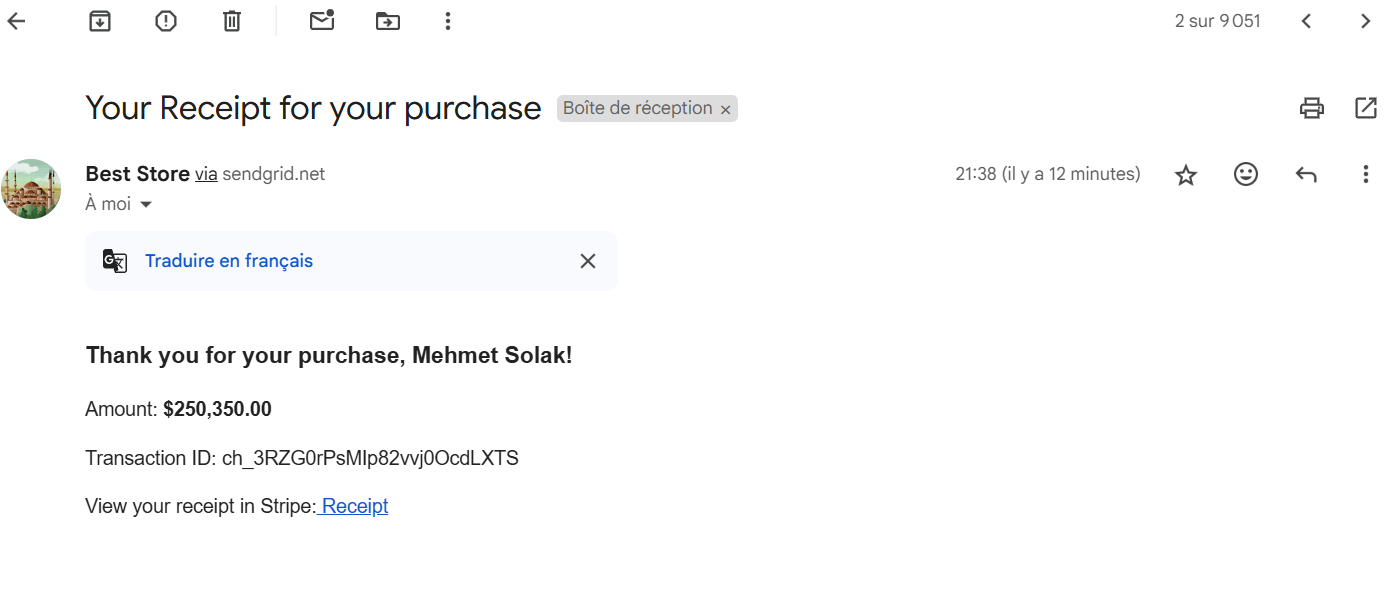 2 sur 9 051
Your Receipt for your purchase Boîte de réception ×
Best Store via sendgrid.net 21:38 (il y a 12 minutes)
À moi
Traduire en français
Thank you for your purchase, Mehmet Solak!
Amount: $250,350.00
Transaction ID: ch_3RZG0rPsMIp82vvj0OcdLXTS
View your receipt in Stripe: Receipt